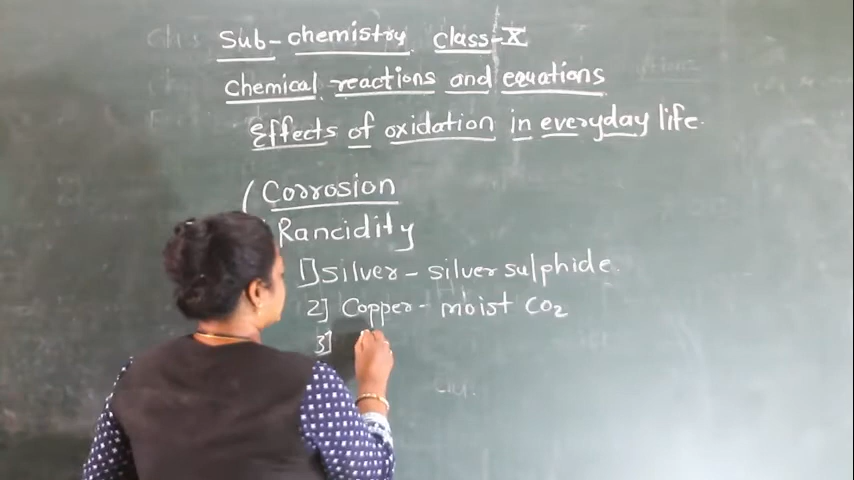 Sub-chemistry class-X
chemical reactions and equations
Effects of oxidation in everyday life.
(Corrosion
Rancidity
1] silver - silver sulphide.
2] Copper - moist CO2
3]